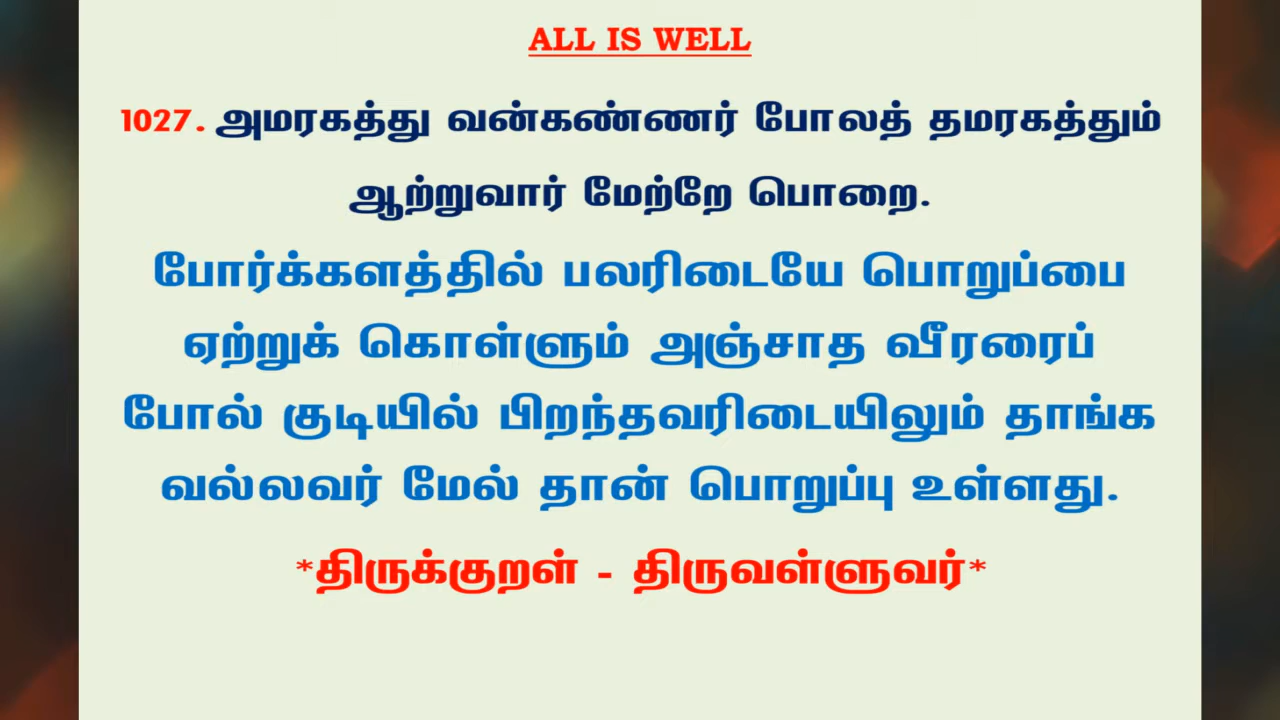 ALL IS WELL
1027. அமரகத்து வன்கண்ணர் போலத் தமரகத்தும்
ஆற்றுவார் மேற்றே பொறை.
போர்க்களத்தில் பலரிடையே பொறுப்பை
ஏற்றுக் கொள்ளும் அஞ்சாத வீரரைப்
போல் குடியில் பிறந்தவரிடையிலும் தாங்க
வல்லவர் மேல் தான் பொறுப்பு உள்ளது.
*திருக்குறள் - திருவள்ளுவர்*